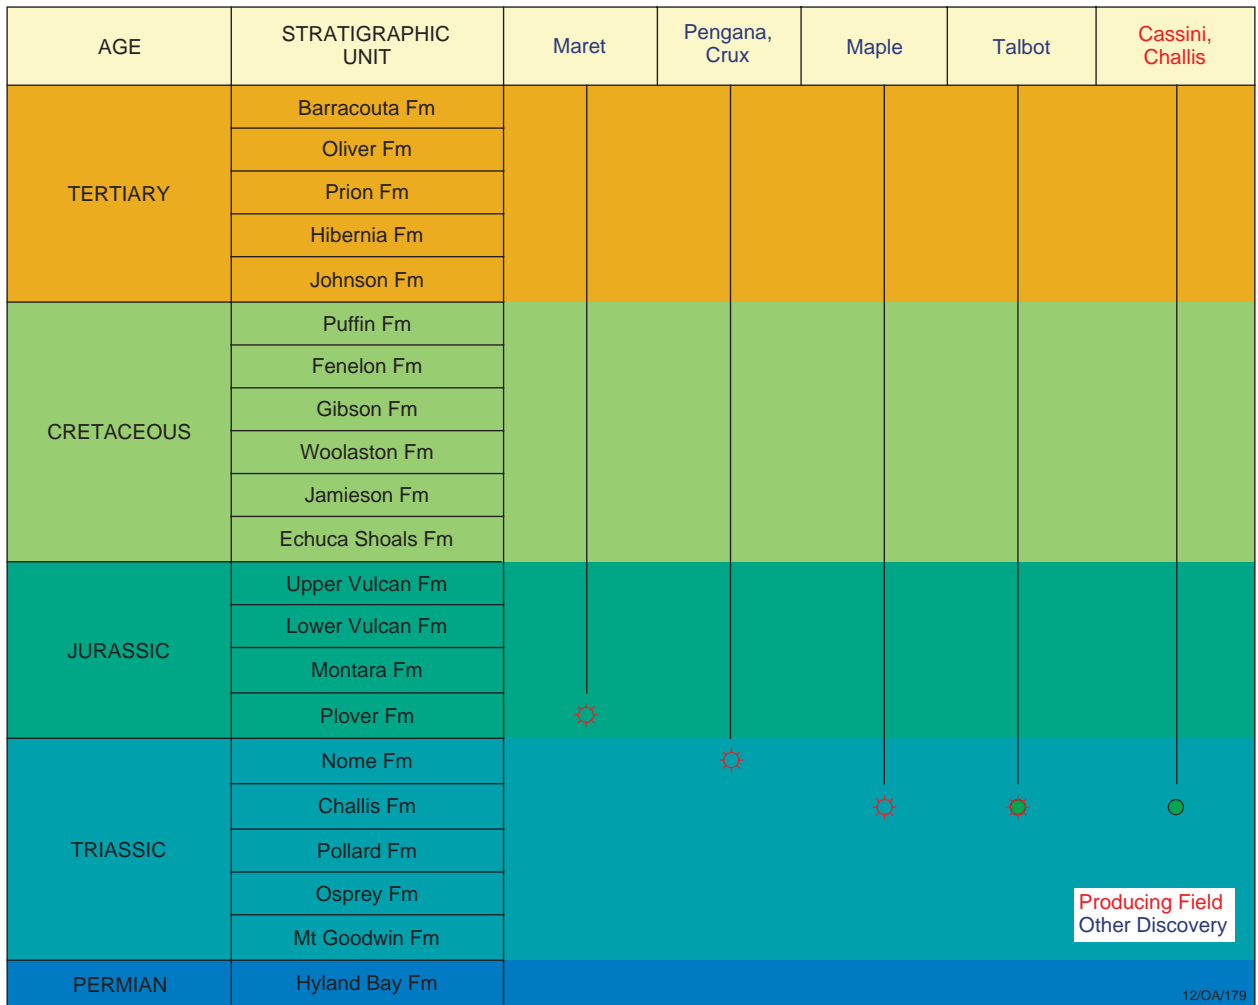 AGE
STRATIGRAPHIC
UNIT
Maret
Pengana,
Crux
Maple
Talbot
Cassini,
Challis
TERTIARY
Barracouta Fm
Oliver Fm
Prion Fm
Hibernia Fm
Johnson Fm
CRETACEOUS
Puffin Fm
Fenelon Fm
Gibson Fm
Woolaston Fm
Jamieson Fm
Echuca Shoals Fm
JURASSIC
Upper Vulcan Fm
Lower Vulcan Fm
Montara Fm
Plover Fm
TRIASSIC
Nome Fm
Challis Fm
Pollard Fm
Osprey Fm
Mt Goodwin Fm
Producing Field
Other Discovery
PERMIAN
Hyland Bay Fm
12/OA/179